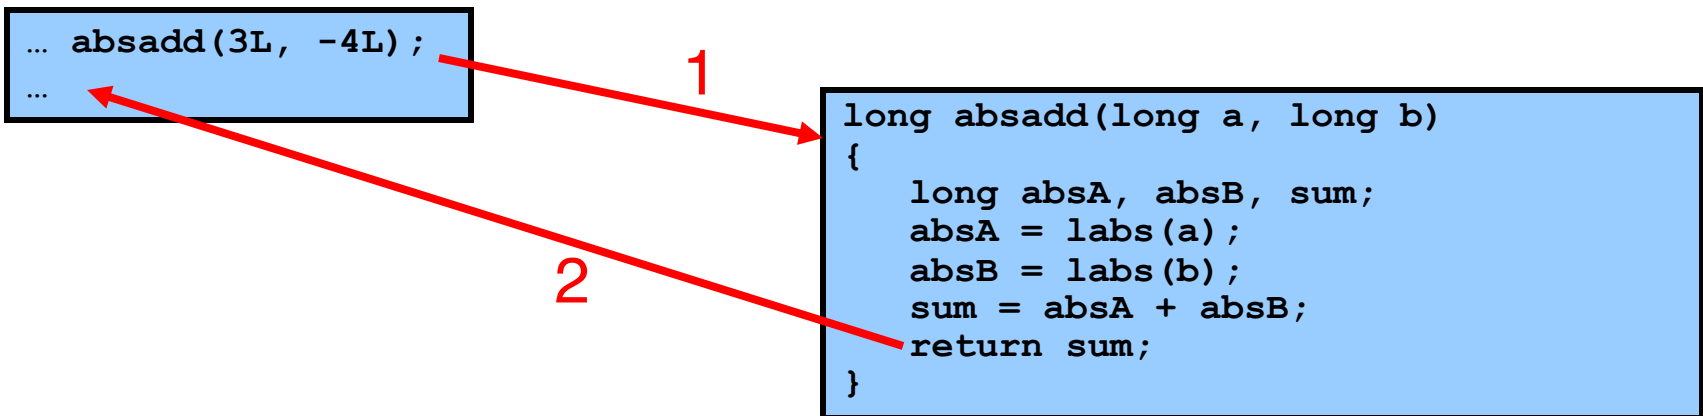 … absadd(3L, -4L);
…
1
2
long absadd(long a, long b)
{
   long absA, absB, sum;
   absA = labs(a);
   absB = labs(b);
   sum = absA + absB;
   return sum;
}